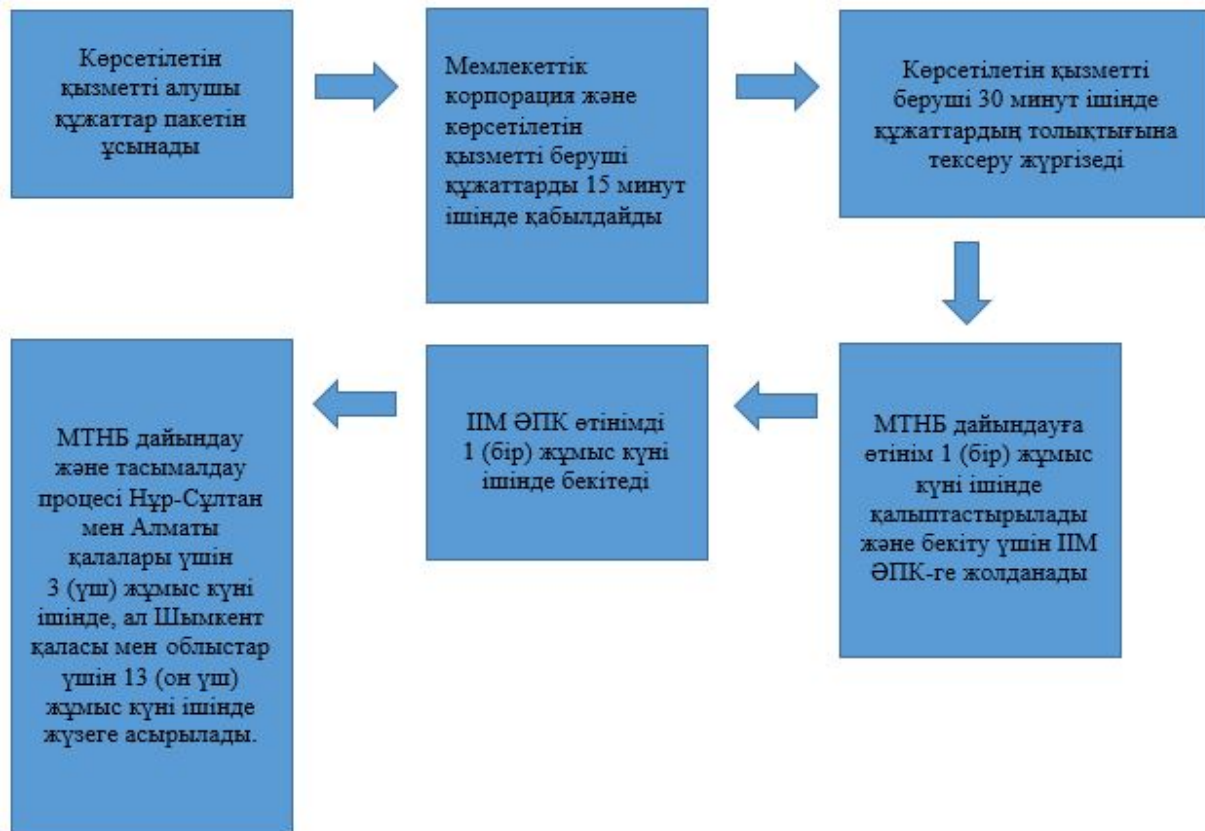 Көрсетілетін
қызметті алушы
құжаттар пакетін
ұсынады
Мемлекеттік
корпорация және
көрсетілетін
қызметті беруші
құжаттарды 15 минут
ішінде қабылдайды
Көрсетілетін қызметті
беруші 30 минут ішінде
құжаттардың толықтығына
тексеру жүргізеді
МТНБ дайындауға
өтінім 1 (бір) жұмыс
күні ішінде
қалыптастырылады
және бекіту үшін ІІМ
ӘПК-ге жолданады
ІІМ ӘПК өтінімді
1 (бір) жұмыс күні
ішінде бекітеді
МТНБ дайындау
және тасымалдау
процесі Нұр-Сұлтан
мен Алматы
қалалары үшін
3 (үш) жұмыс күні
ішінде, ал Шымкент
қаласы мен облыстар
үшін 13 (он үш)
жұмыс күні ішінде
жүзеге асырылады.